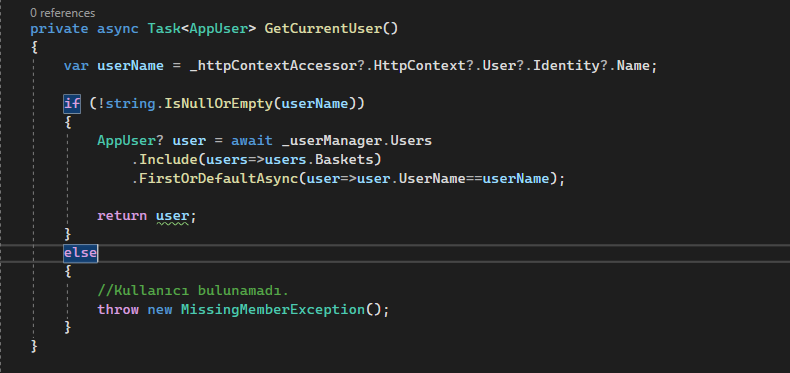 0 references
private async Task<AppUser> GetCurrentUser()
{
var userName = _httpContextAccessor?.HttpContext?.User?.Identity?.Name;
if (!string.IsNullOrEmpty(userName))
{
AppUser? user = await _userManager.Users
.Include(users=>users.Baskets)
.FirstOrDefaultAsync(user=>user.UserName==userName);
return user;
}
else
{
//Kullanıcı bulunamadı.
throw new MissingMemberException();
}
}